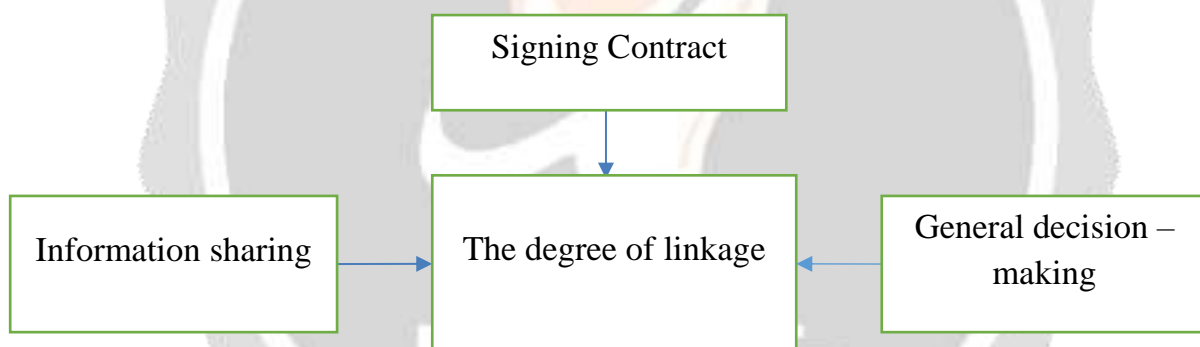 Signing Contract
Information sharing
The degree of linkage
General decision –
making